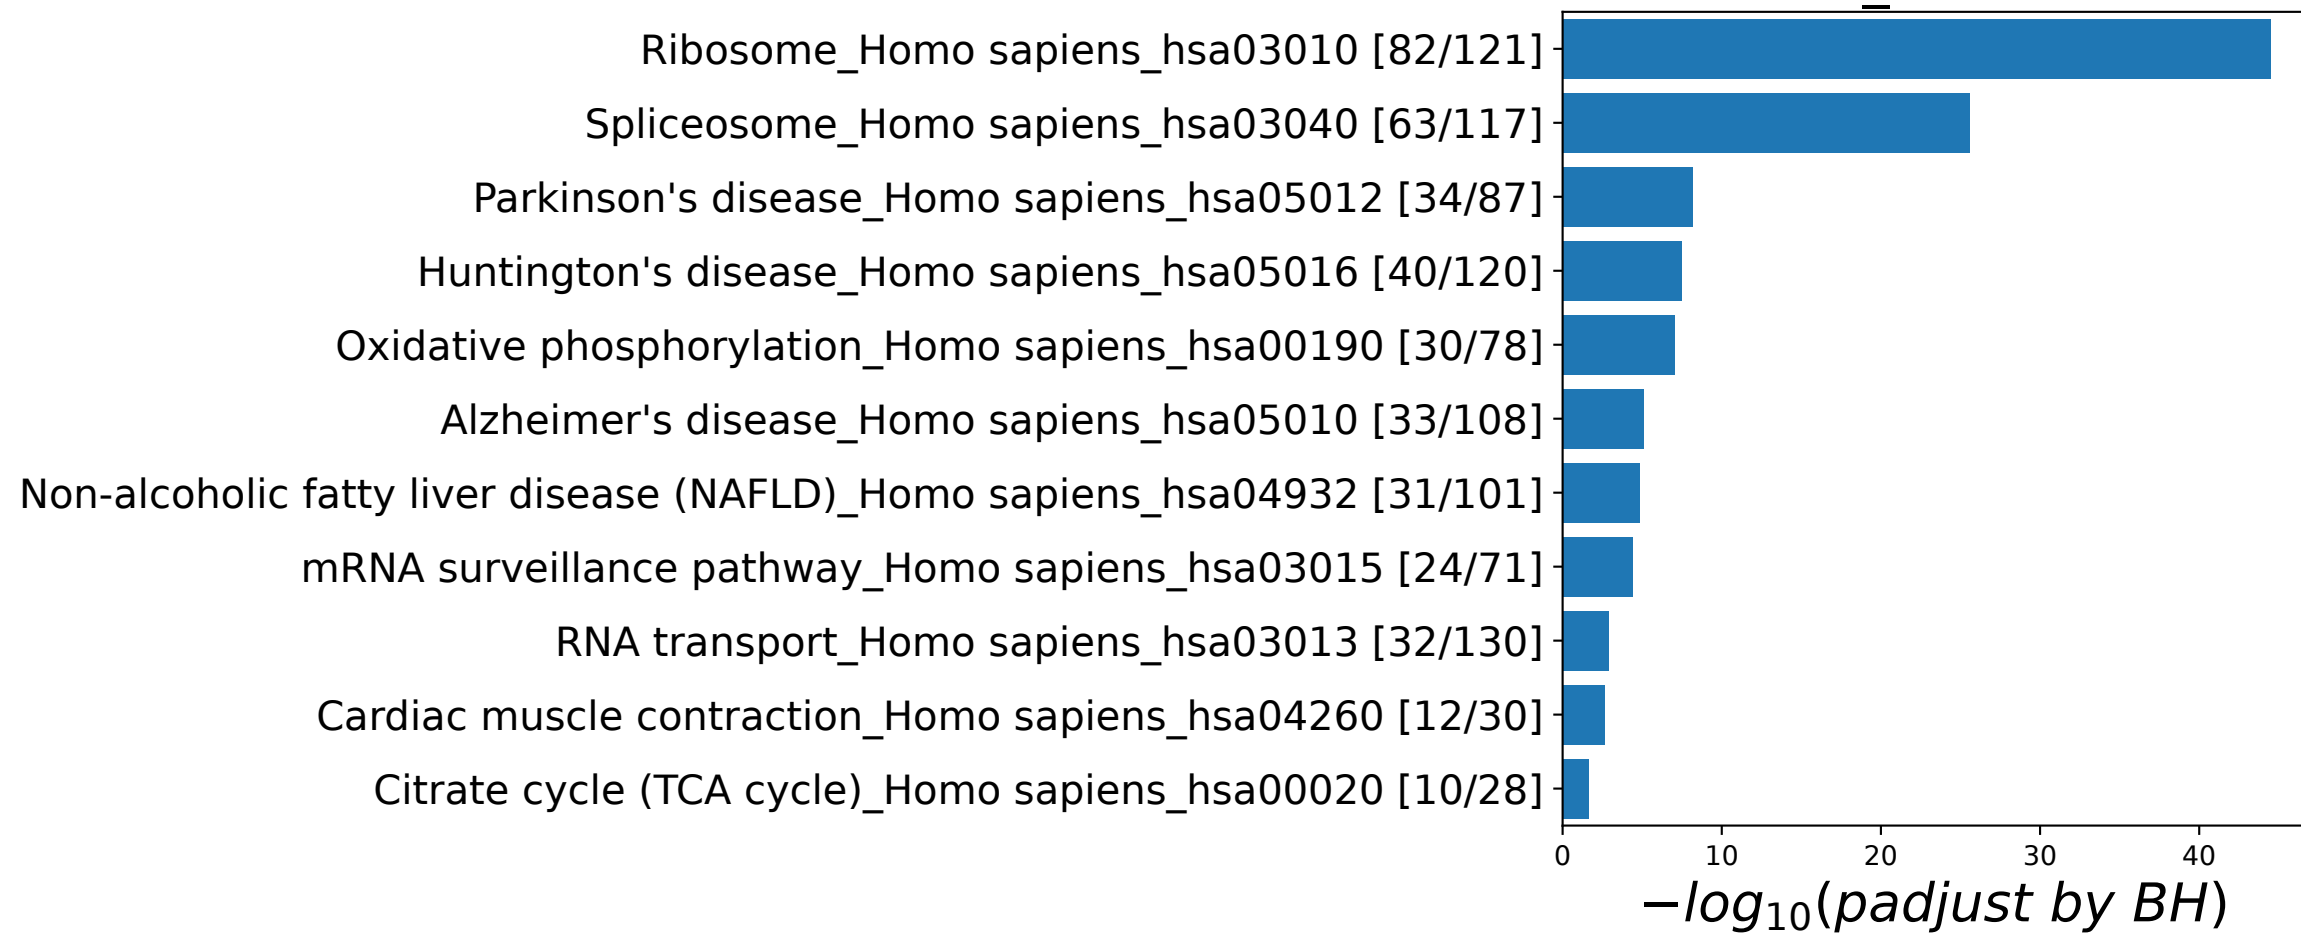 Ribosome_Homo sapiens_hsa03010 [82/121]
Spliceosome_Homo sapiens_hsa03040 [63/117]
Parkinson's disease_Homo sapiens_hsa05012 [34/87]
Huntington's disease_Homo sapiens_hsa05016 [40/120]
Oxidative phosphorylation_Homo sapiens_hsa00190 [30/78]
Alzheimer's disease_Homo sapiens_hsa05010 [33/108]
Non-alcoholic fatty liver disease (NAFLD)_Homo sapiens_hsa04932 [31/101]
mRNA surveillance pathway_Homo sapiens_hsa03015 [24/71]
RNA transport_Homo sapiens_hsa03013 [32/130]
Cardiac muscle contraction_Homo sapiens_hsa04260 [12/30]
Citrate cycle (TCA cycle)_Homo sapiens_hsa00020 [10/28]
0 10 20 30 40
−log₁₀(padjust by BH)